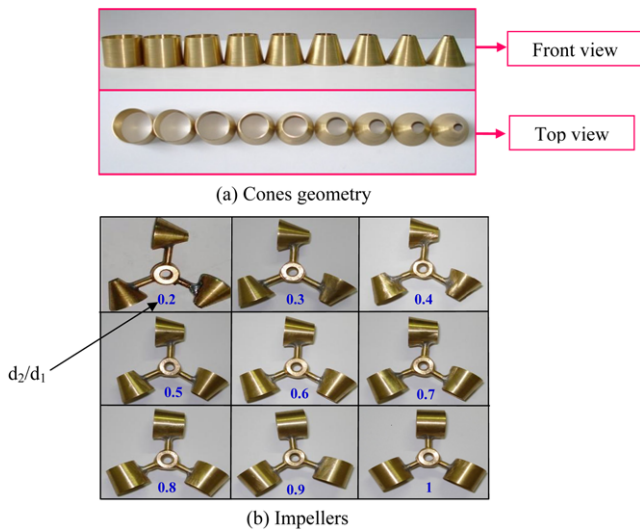 Front view
Top view
(a) Cones geometry
0.2
0.3
0.4
d₂/d₁
0.5
0.6
0.7
0.8
0.9
1
(b) Impellers